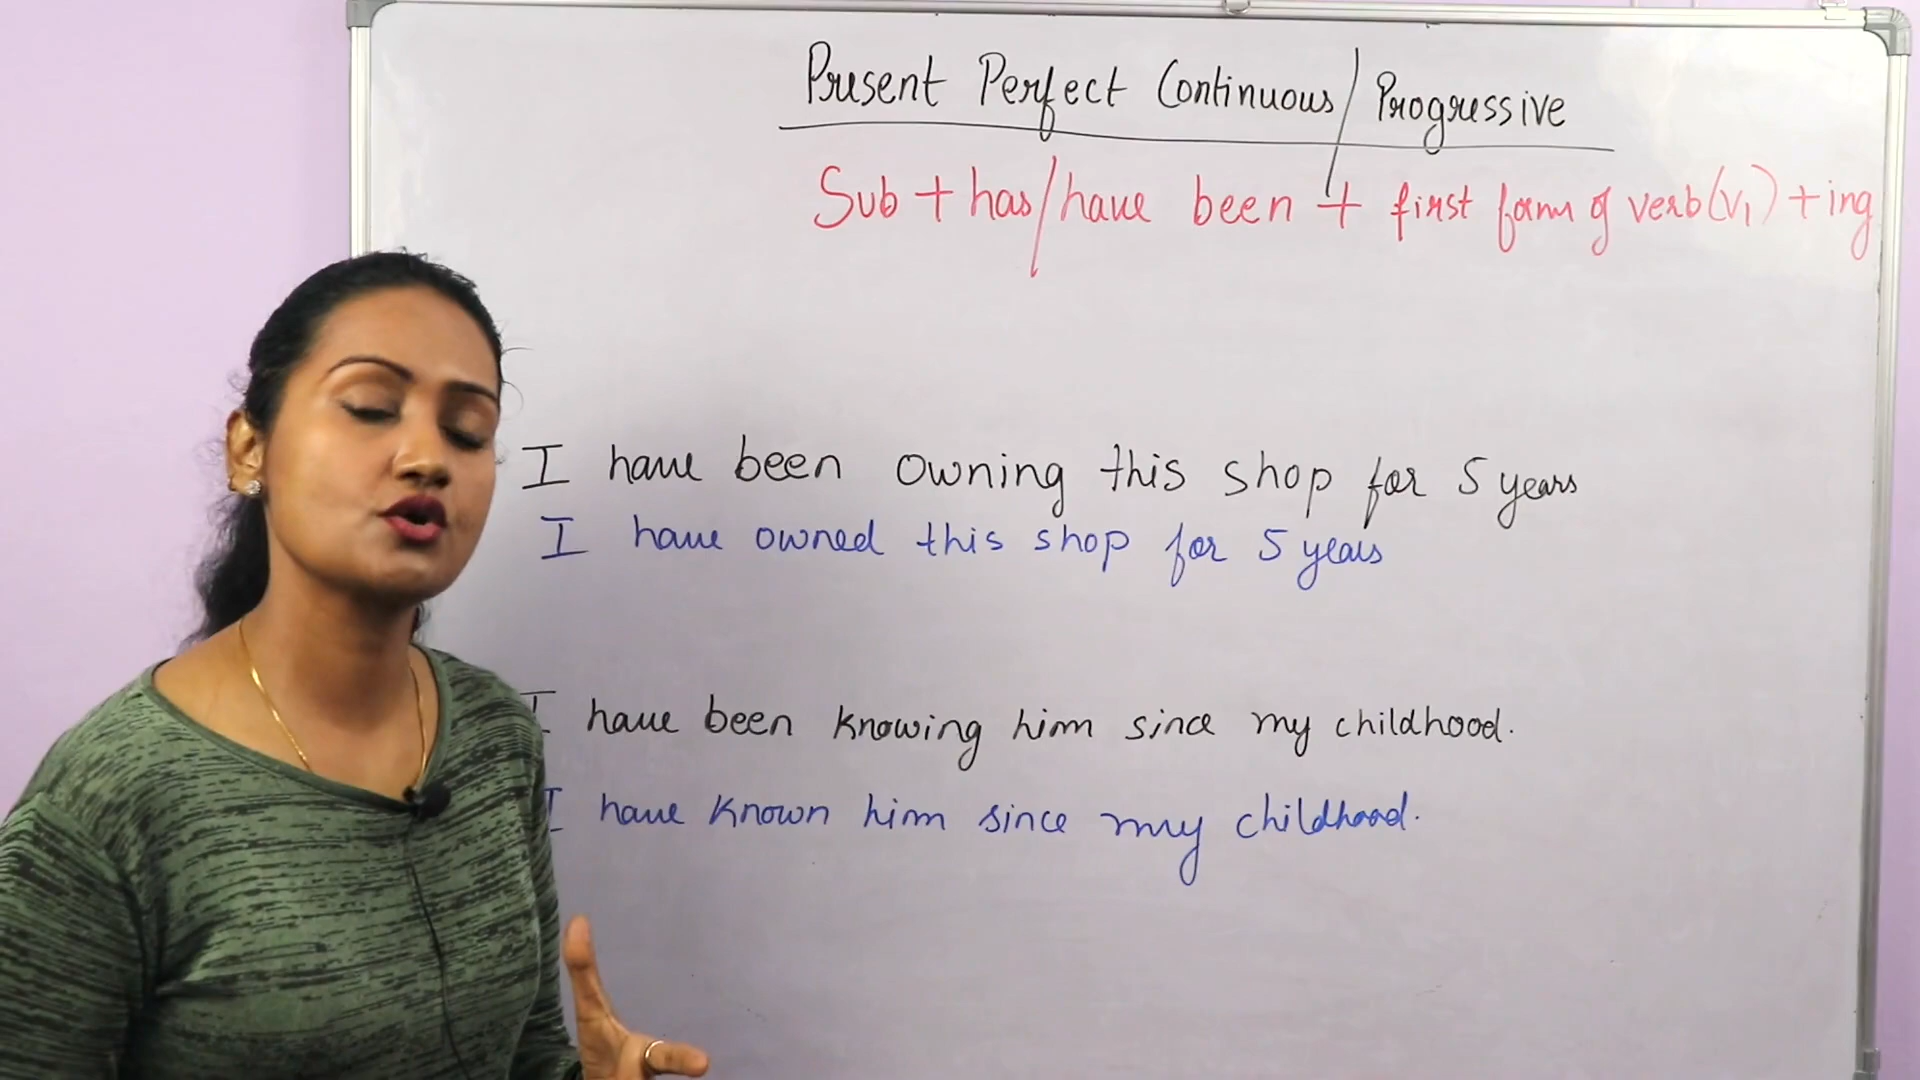 Present Perfect Continuous/Progressive
Sub + has/have been + first form of verb(V1) + ing
I have been owning this shop for 5 years
I have owned this shop for 5 years
I have been knowing him since my childhood.
I have known him since my childhood.